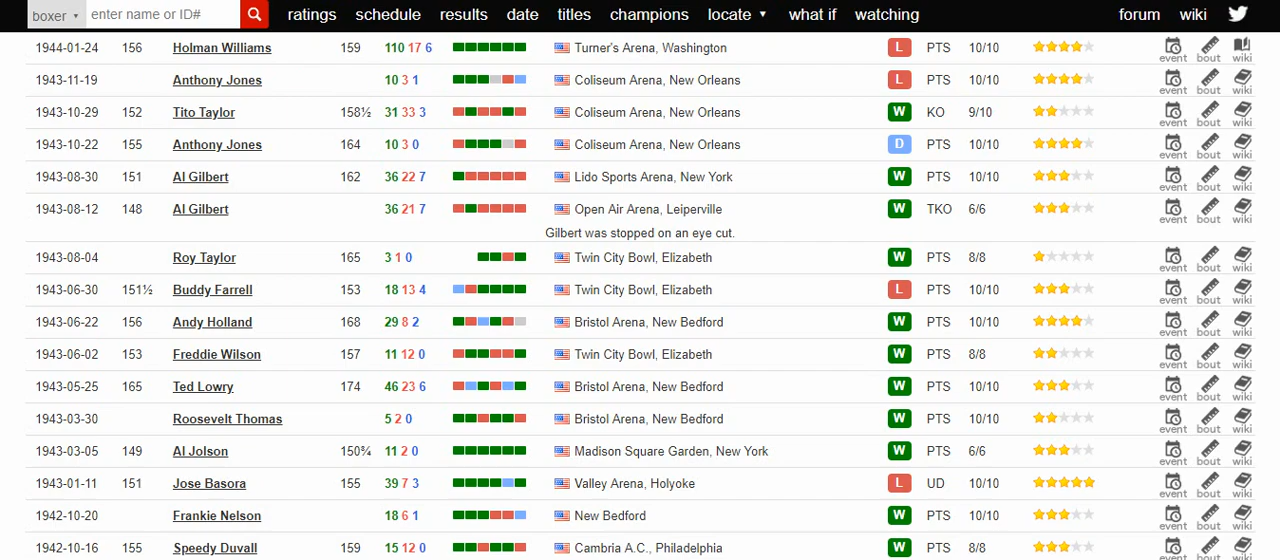 boxer enter name or ID# ratings schedule results date titles champions locate what if watching forum wiki
1944-01-24 156 Holman Williams 159 110 17 6 Turner's Arena, Washington L PTS 10/10 event bout wiki
1943-11-19 Anthony Jones 10 3 1 Coliseum Arena, New Orleans L PTS 10/10 event bout wiki
1943-10-29 152 Tito Taylor 158½ 31 33 3 Coliseum Arena, New Orleans W KO 9/10 event bout wiki
1943-10-22 155 Anthony Jones 164 10 3 0 Coliseum Arena, New Orleans D PTS 10/10 event bout wiki
1943-08-30 151 Al Gilbert 162 36 22 7 Lido Sports Arena, New York W PTS 10/10 event bout wiki
1943-08-12 148 Al Gilbert 36 21 7 Open Air Arena, Leiperville W TKO 6/6 event bout wiki
Gilbert was stopped on an eye cut.
1943-08-04 Roy Taylor 165 3 1 0 Twin City Bowl, Elizabeth W PTS 8/8 event bout wiki
1943-06-30 151½ Buddy Farrell 153 18 13 4 Twin City Bowl, Elizabeth L PTS 10/10 event bout wiki
1943-06-22 156 Andy Holland 168 29 8 2 Bristol Arena, New Bedford W PTS 10/10 event bout wiki
1943-06-02 153 Freddie Wilson 157 11 12 0 Twin City Bowl, Elizabeth W PTS 8/8 event bout wiki
1943-05-25 165 Ted Lowry 174 46 23 6 Bristol Arena, New Bedford W PTS 10/10 event bout wiki
1943-03-30 Roosevelt Thomas 5 2 0 Bristol Arena, New Bedford W PTS 10/10 event bout wiki
1943-03-05 149 Al Jolson 11 2 0 Madison Square Garden, New York W PTS 6/6 event bout wiki
1943-01-11 151 Jose Basora 155 39 7 3 Valley Arena, Holyoke L UD 10/10 event bout wiki
1942-10-20 Frankie Nelson 18 6 1 New Bedford W PTS 10/10 event bout wiki
1942-10-16 155 Speedy Duvall 159 15 12 0 Cambria A.C., Philadelphia W PTS 8/8